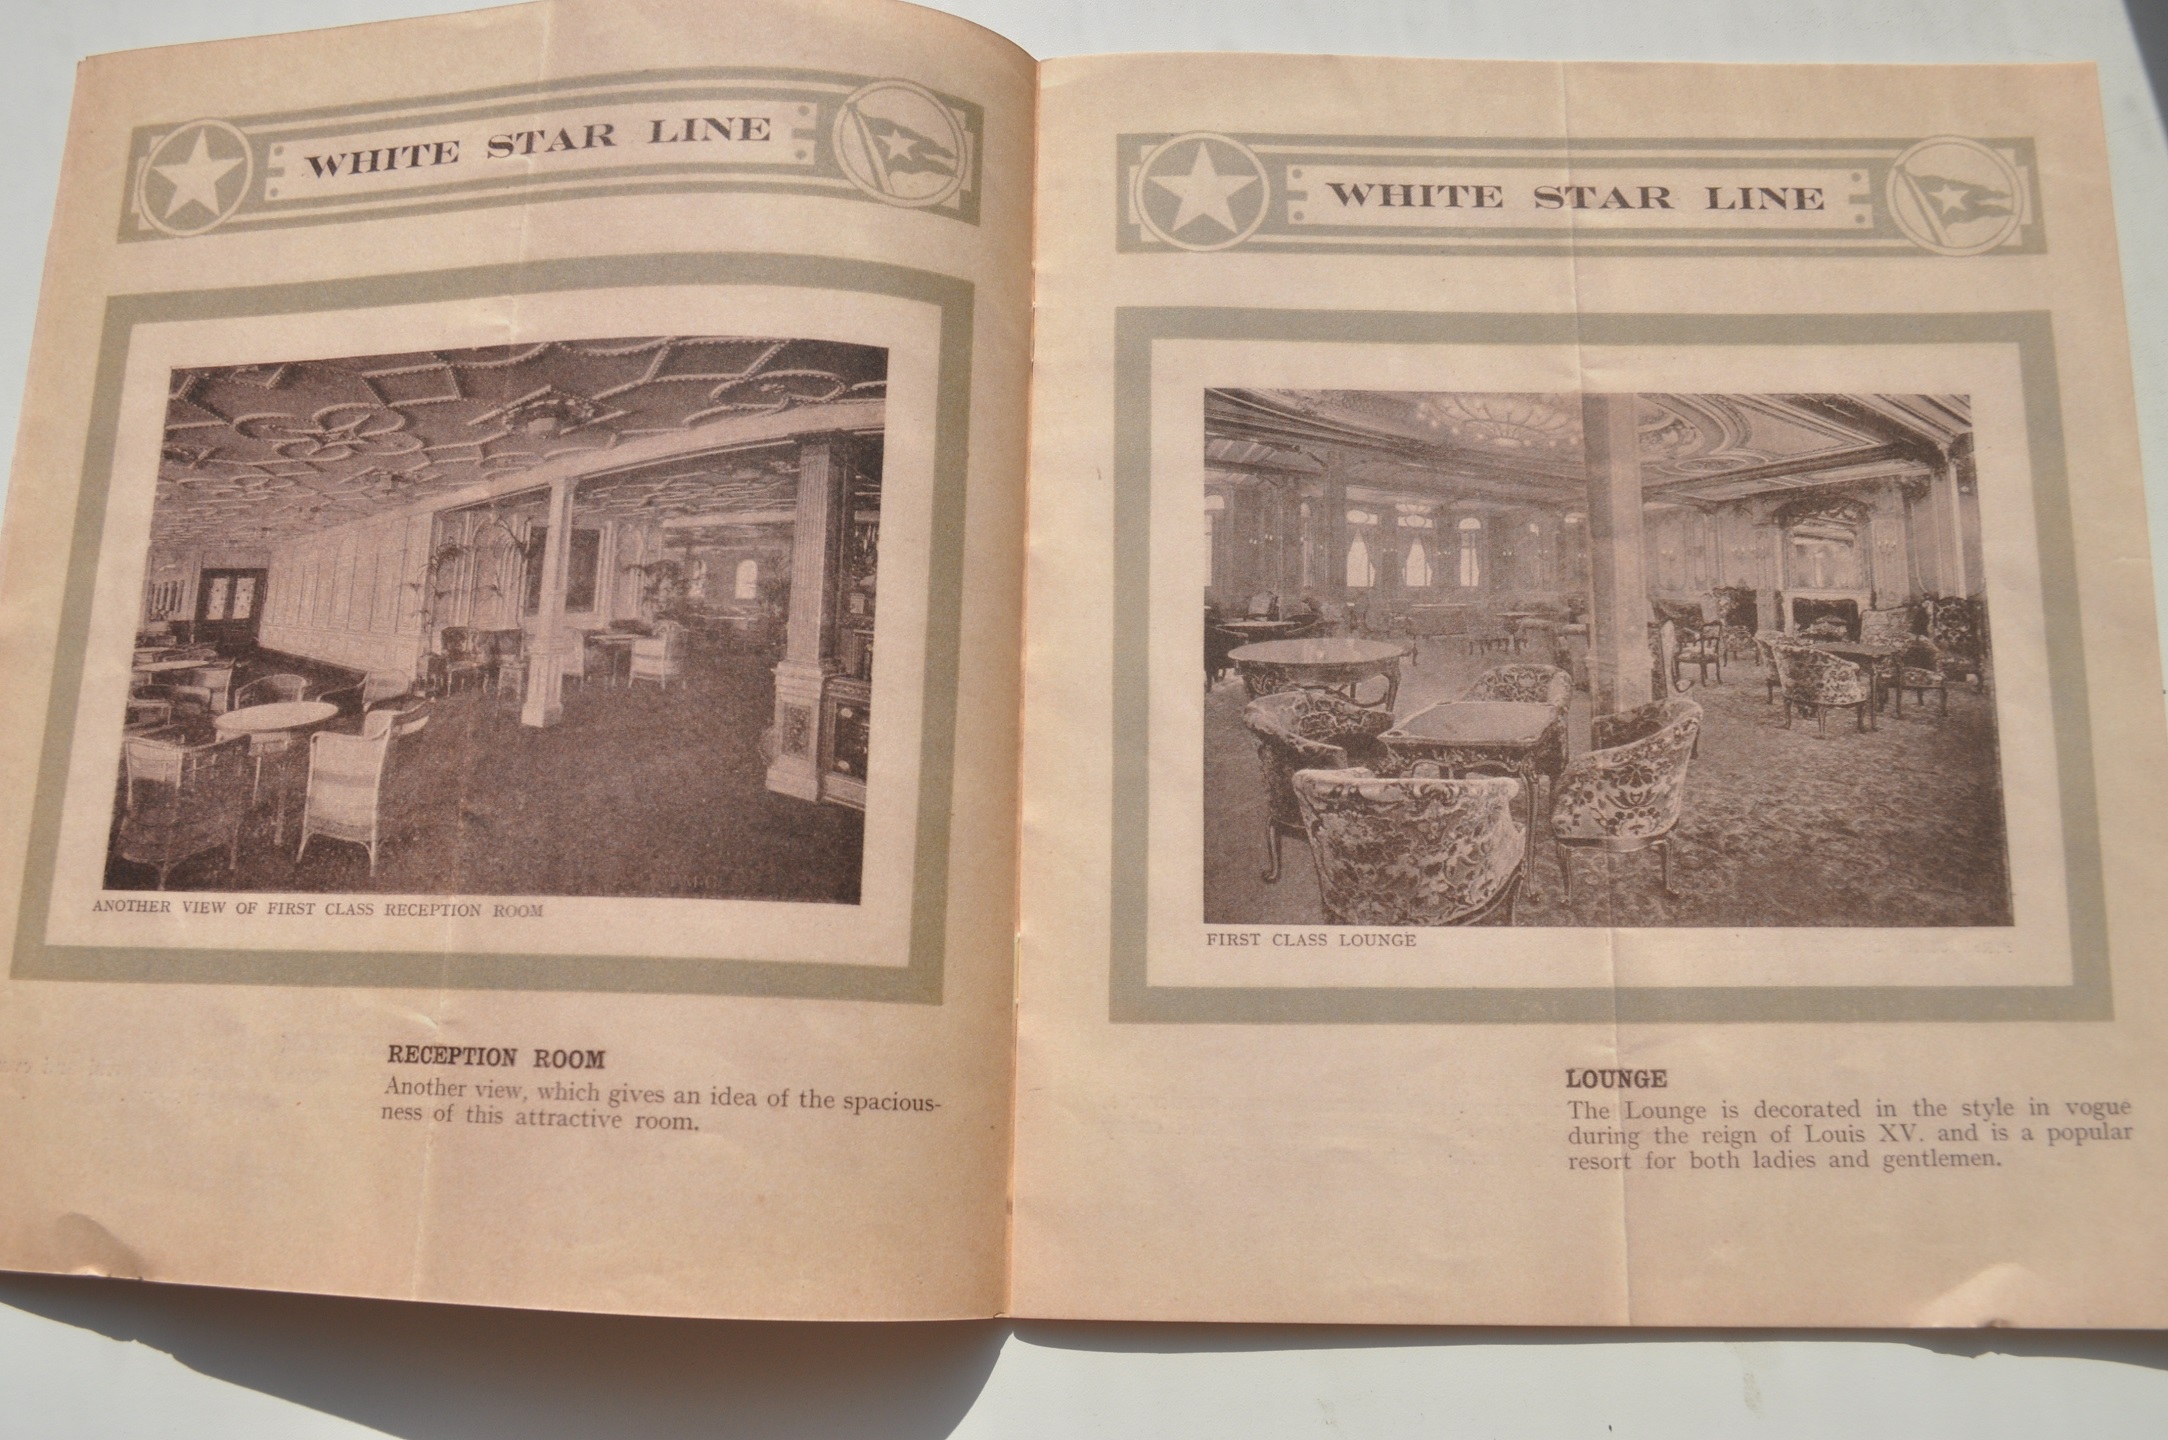 WHITE STAR LINE
ANOTHER VIEW OF FIRST CLASS RECEPTION ROOM
RECEPTION ROOM
Another view, which gives an idea of the spacious-
ness of this attractive room.
WHITE STAR LINE
FIRST CLASS LOUNGE
LOUNGE
The Lounge is decorated in the style in vogue
during the reign of Louis XV. and is a popular
resort for both ladies and gentlemen.